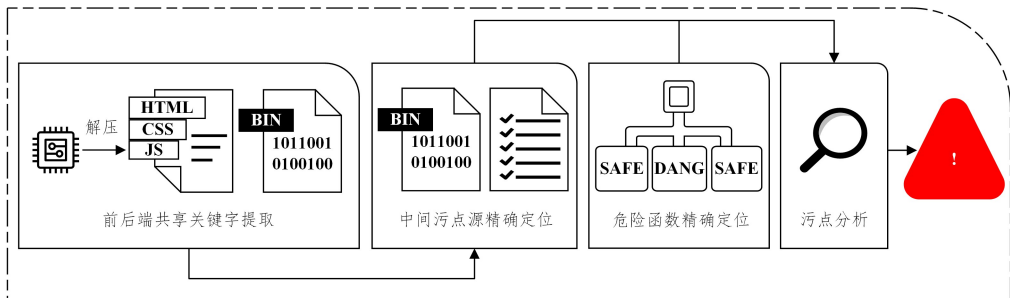 解压
HTML
CSS
JS
BIN
1011001
0100100
前后端共享关键字提取
BIN
1011001
0100100
中间污点源精确定位
SAFE DANG SAFE
危险函数精确定位
污点分析
!